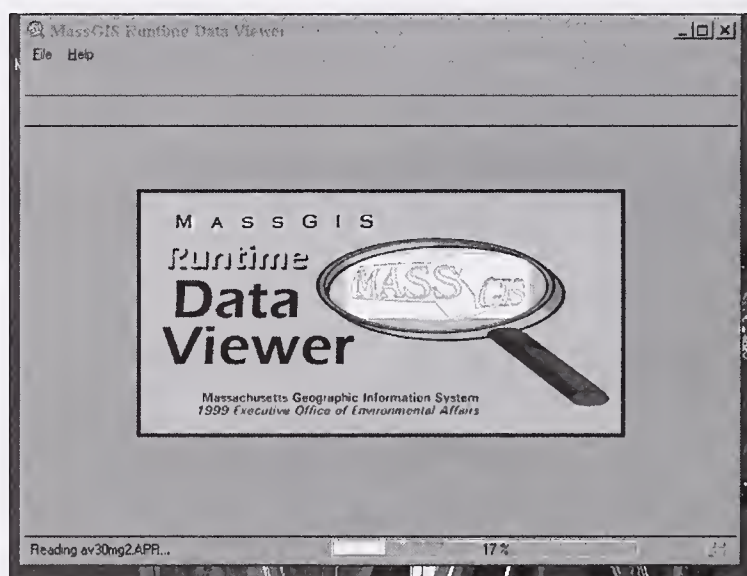 MassGIS Runtime Data Viewer
File Help
MASSGIS
Runtime
Data
Viewer
MASS GIS
Massachusetts Geographic Information System
1999 Executive Office of Environmental Affairs
Reading av30mg2.APR...
17%